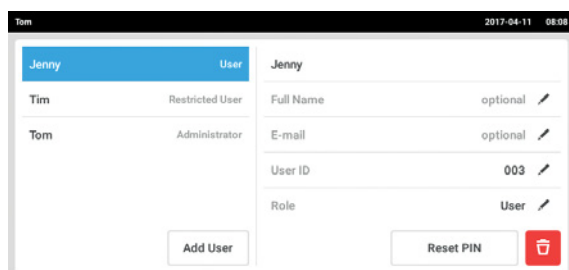 Tom 2017-04-11 08:08
Jenny User
Tim Restricted User
Tom Administrator
Add User
Jenny
Full Name optional
E-mail optional
User ID 003
Role User
Reset PIN